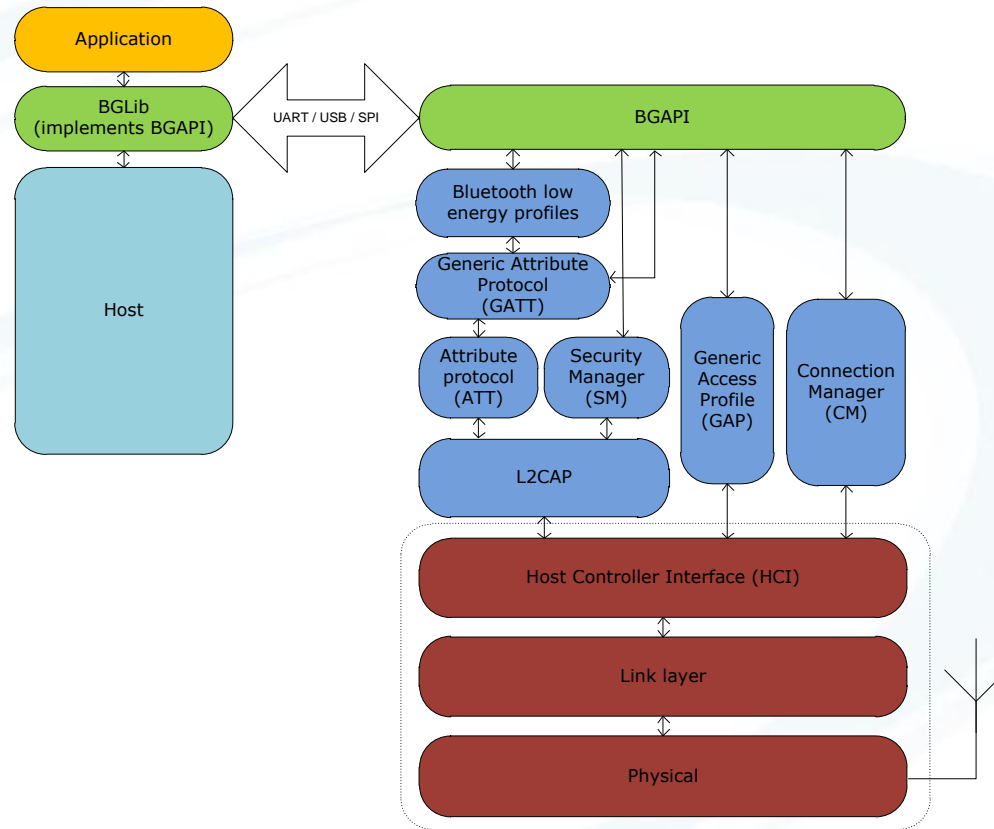 Application
BGLib
(implements BGAPI)
UART / USB / SPI
BGAPI
Host
Bluetooth low
energy profiles
Generic Attribute
Protocol
(GATT)
Attribute
protocol
(ATT)
Security
Manager
(SM)
Generic
Access
Profile
(GAP)
Connection
Manager
(CM)
L2CAP
Host Controller Interface (HCI)
Link layer
Physical